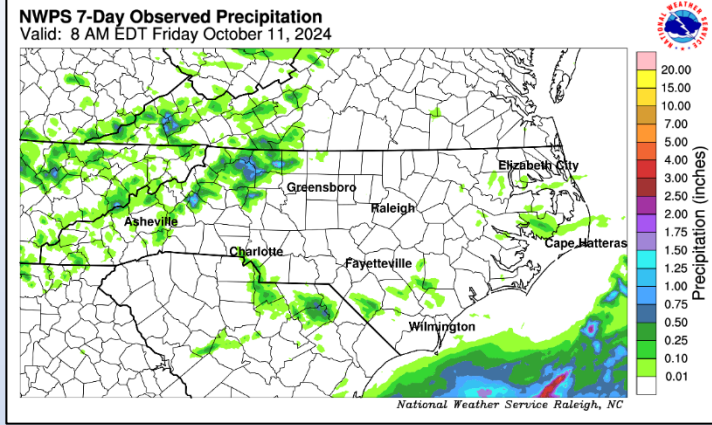 NWPS 7-Day Observed Precipitation
Valid: 8 AM EDT Friday October 11, 2024
NATIONAL WEATHER SERVICE
20.00
15.00
10.00
7.00
5.00
4.00
3.00
2.50
2.00
1.75
1.50
1.25
1.00
0.75
0.50
0.25
0.10
0.01
Precipitation (inches)
Elizabeth City
Greensboro
Raleigh
Asheville
Cape Hatteras
Charlotte
Fayetteville
Wilmington
National Weather Service Raleigh, NC